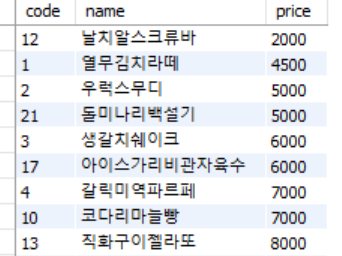 code name price
12 날치알스크류바 2000
1 열무김치라떼 4500
2 우럭스무디 5000
21 돌미나리백설기 5000
3 생갈치쉐이크 6000
17 아이스가리비관자육수 6000
4 갈릭미역파르페 7000
10 코다리마늘빵 7000
13 직화구이젤라또 8000